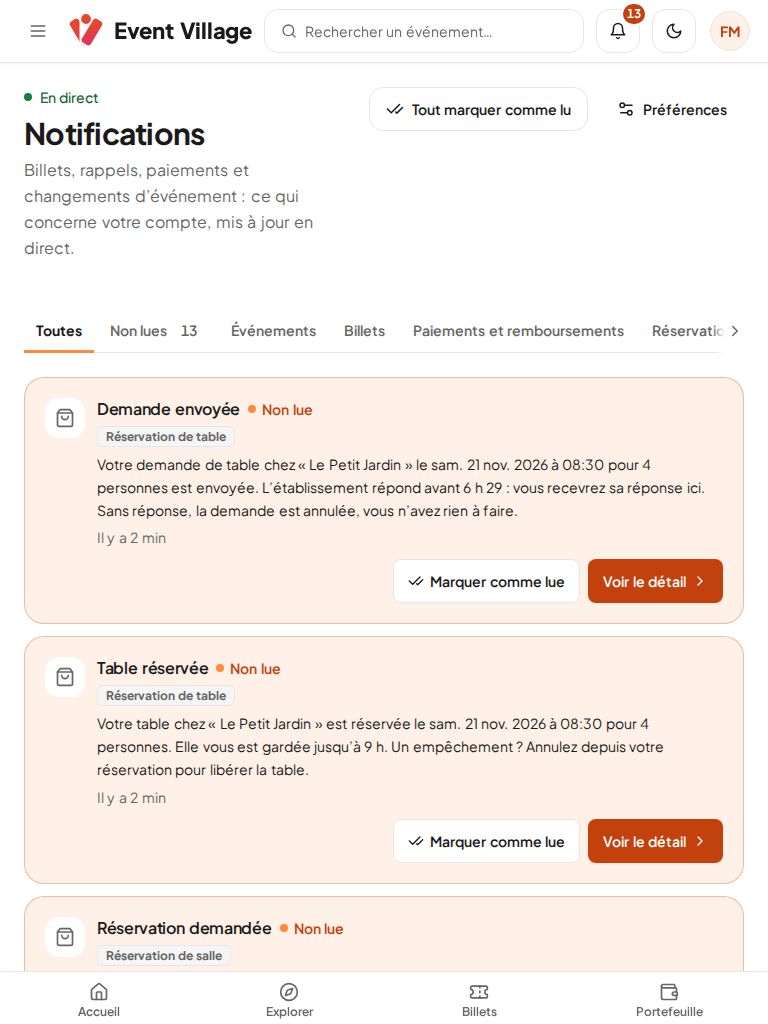 Event Village
Rechercher un événement...
13
FM
En direct
Notifications
Billets, rappels, paiements et
changements d’événement : ce qui
concerne votre compte, mis à jour en
direct.
Tout marquer comme lu
Préférences
Toutes
Non lues 13
Événements
Billets
Paiements et remboursements
Réservatio
Demande envoyée
Non lue
Réservation de table
Votre demande de table chez « Le Petit Jardin » le sam. 21 nov. 2026 à 08:30 pour 4
personnes est envoyée. L’établissement répond avant 6 h 29 : vous recevrez sa réponse ici.
Sans réponse, la demande est annulée, vous n’avez rien à faire.
Il y a 2 min
Marquer comme lue
Voir le détail
Table réservée
Non lue
Réservation de table
Votre table chez « Le Petit Jardin » est réservée le sam. 21 nov. 2026 à 08:30 pour 4
personnes. Elle vous est gardée jusqu’à 9 h. Un empêchement ? Annulez depuis votre
réservation pour libérer la table.
Il y a 2 min
Marquer comme lue
Voir le détail
Réservation demandée
Non lue
Réservation de salle
Accueil
Explorer
Billets
Portefeuille